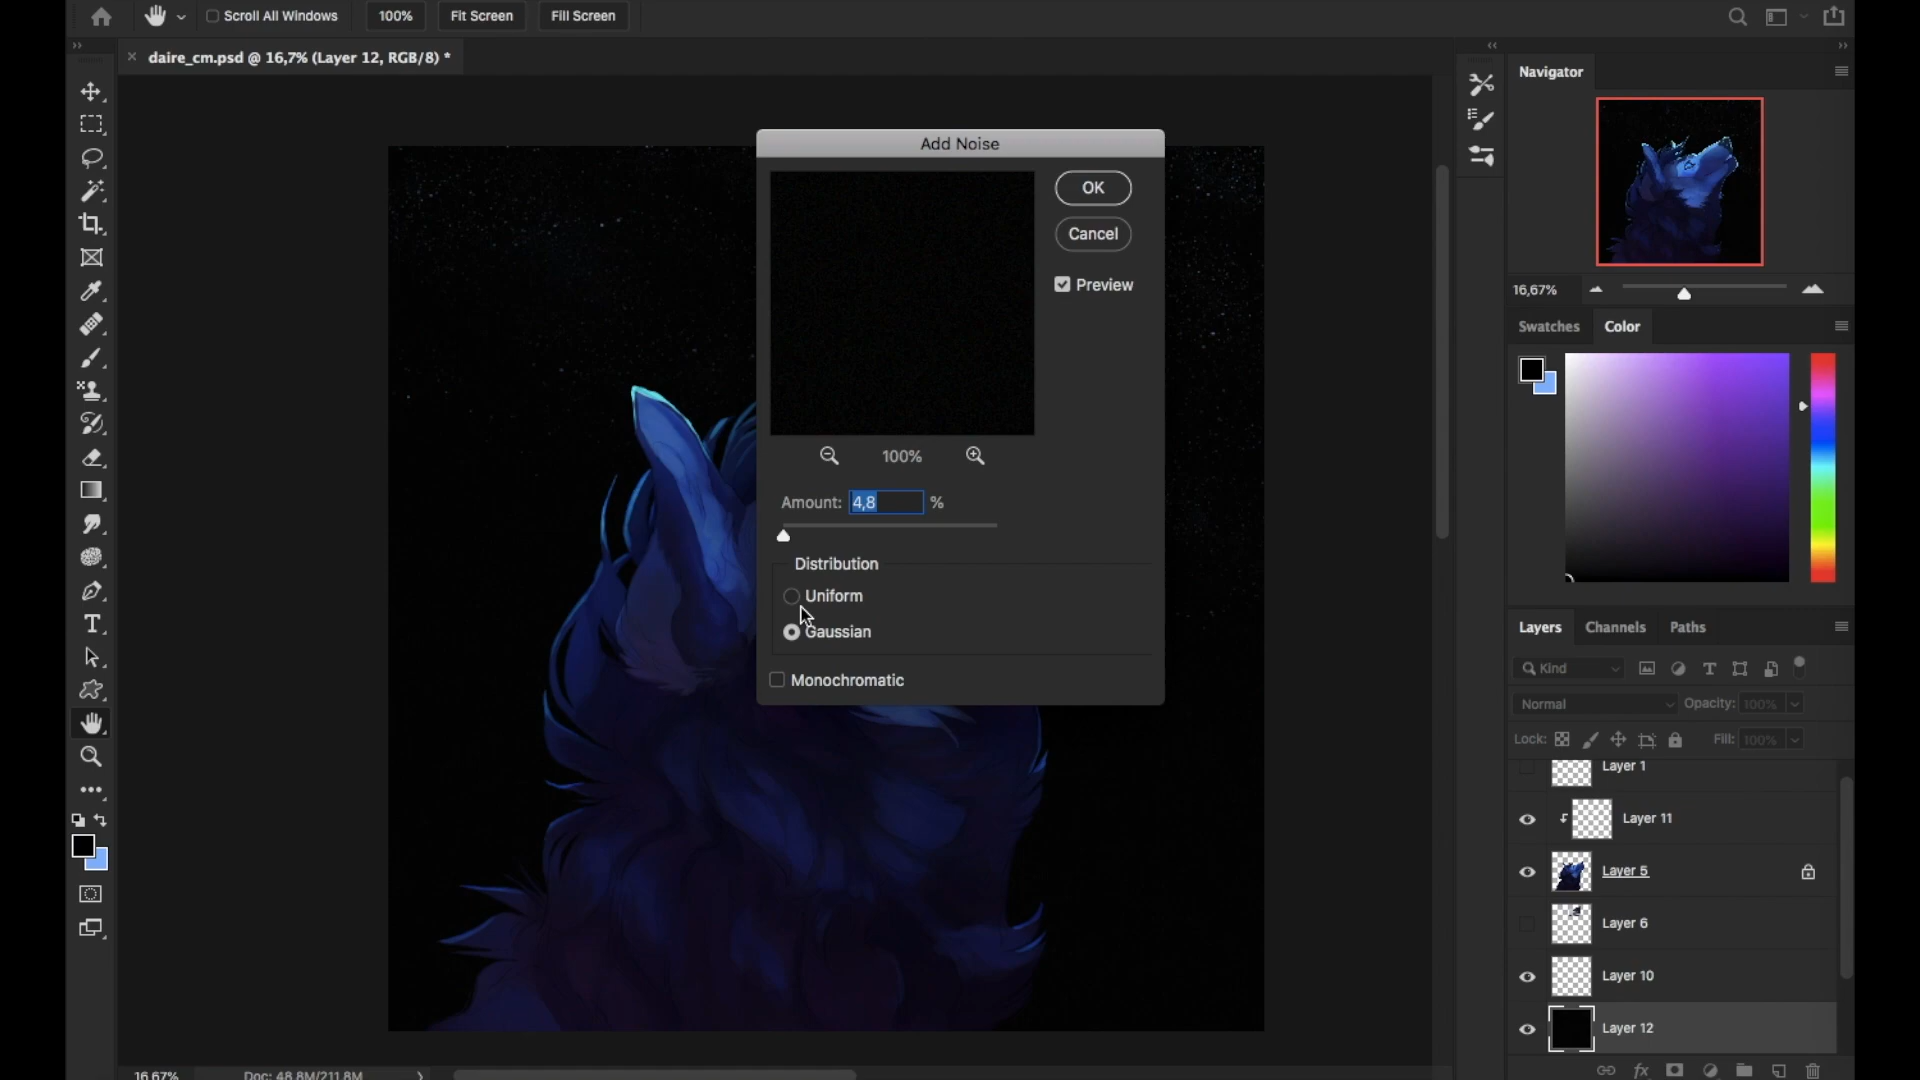 Scroll All Windows 100% Fit Screen Fill Screen
daire_cm.psd @ 16,7% (Layer 12, RGB/8) *
Add Noise
OK
Cancel
Preview
100%
Amount: 4,8 %
Distribution
Uniform
Gaussian
Monochromatic
16.67% Doc: 48.8M/211.8M
Navigator
16,67%
Swatches Color
Layers Channels Paths
Kind
Normal Opacity: 100%
Lock: Fill: 100%
Layer 1
Layer 11
Layer 5
Layer 6
Layer 10
Layer 12
fx